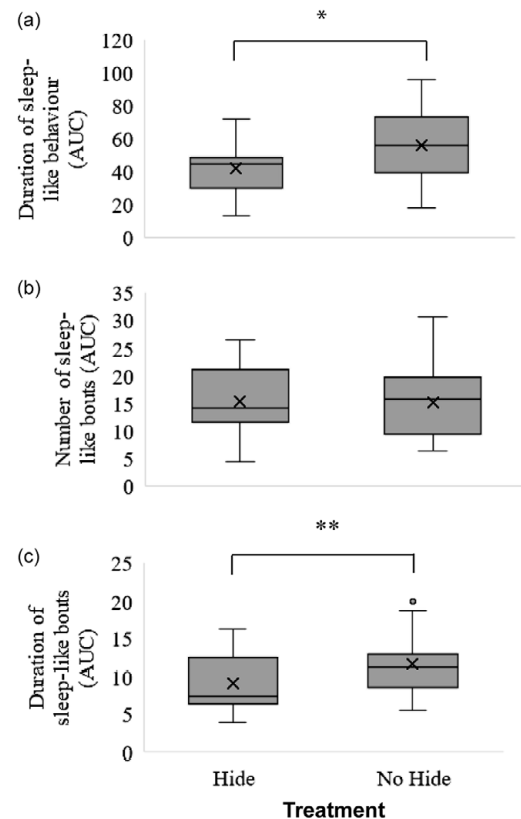 (a)
*
Duration of sleep-
like behaviour
(AUC)
120
100
80
60
40
20
0
(b)
Number of sleep-
like bouts (AUC)
35
30
25
20
15
10
5
0
(c)
**
Duration of
sleep-like bouts
(AUC)
25
20
15
10
5
0
Hide
No Hide
Treatment